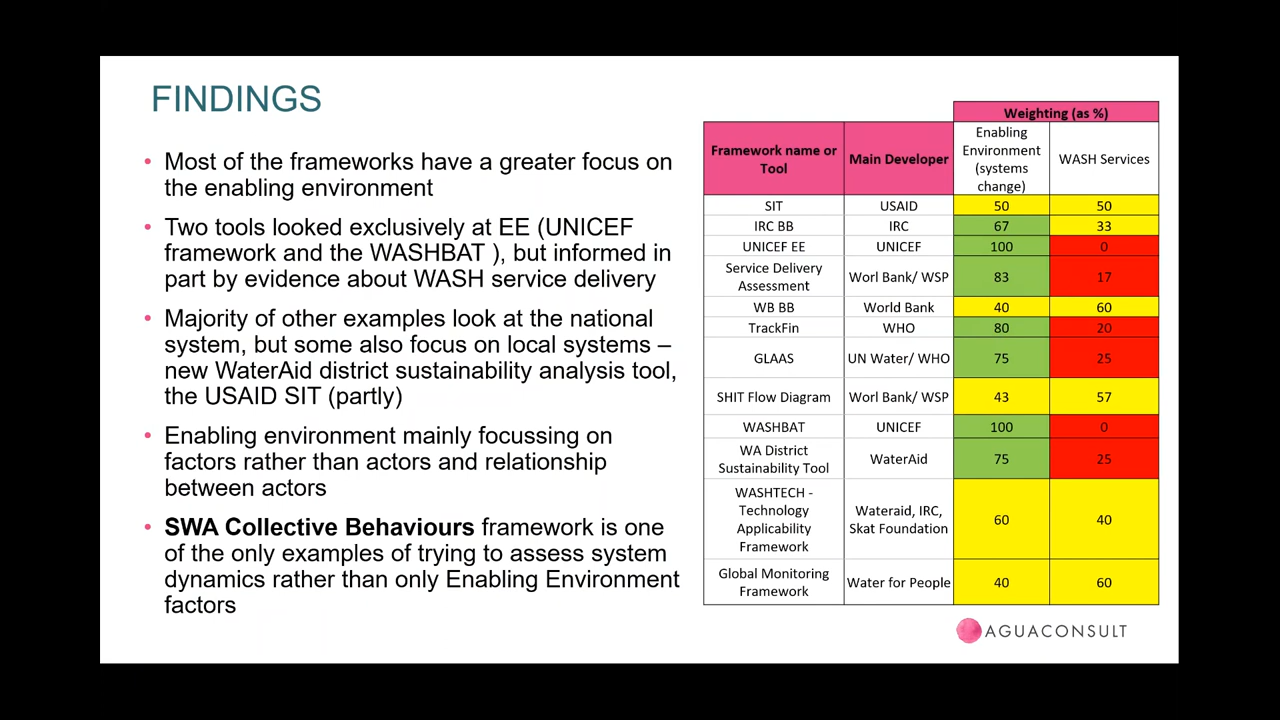 FINDINGS
• Most of the frameworks have a greater focus on
the enabling environment
• Two tools looked exclusively at EE (UNICEF
framework and the WASHBAT ), but informed in
part by evidence about WASH service delivery
• Majority of other examples look at the national
system, but some also focus on local systems –
new WaterAid district sustainability analysis tool,
the USAID SIT (partly)
• Enabling environment mainly focussing on
factors rather than actors and relationship
between actors
• SWA Collective Behaviours framework is one
of the only examples of trying to assess system
dynamics rather than only Enabling Environment
factors
Weighting (as %)
Framework name or
Tool
Main Developer
Enabling
Environment
(systems
change)
WASH Services
SIT USAID 50 50
IRC BB IRC 67 33
UNICEF EE UNICEF 100 0
Service Delivery
Assessment
Worl Bank/ WSP 83 17
WB BB World Bank 40 60
TrackFin WHO 80 20
GLAAS UN Water/ WHO 75 25
SHIT Flow Diagram Worl Bank/ WSP 43 57
WASHBAT UNICEF 100 0
WA District
Sustainability Tool
WaterAid 75 25
WASHTECH -
Technology
Applicability
Framework
Wateraid, IRC,
Skat Foundation
60 40
Global Monitoring
Framework
Water for People 40 60
AGUACONSULT